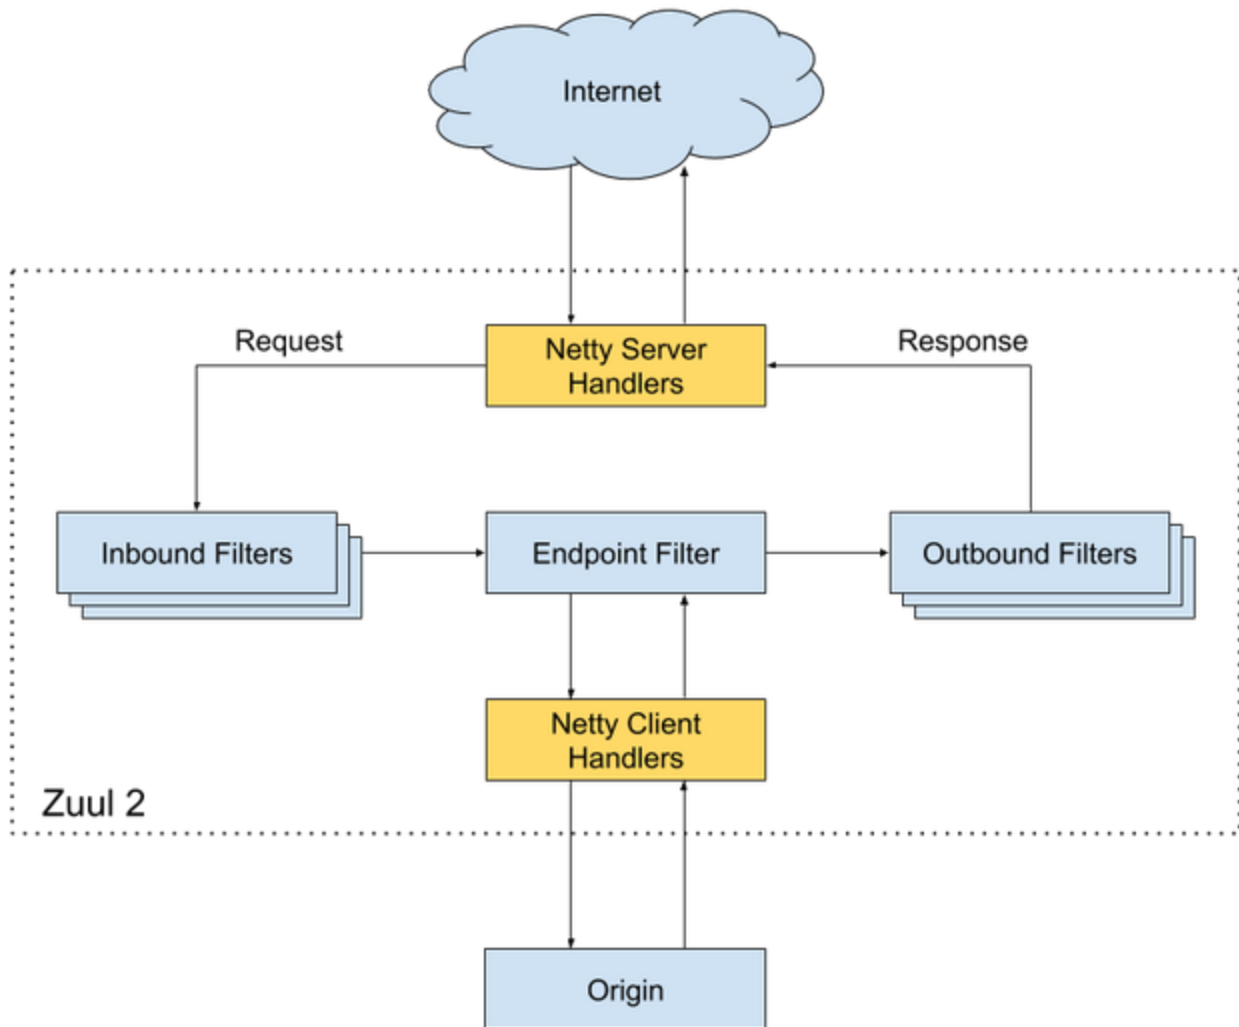 Internet
Request
Netty Server
Handlers
Response
Inbound Filters
Endpoint Filter
Outbound Filters
Netty Client
Handlers
Zuul 2
Origin